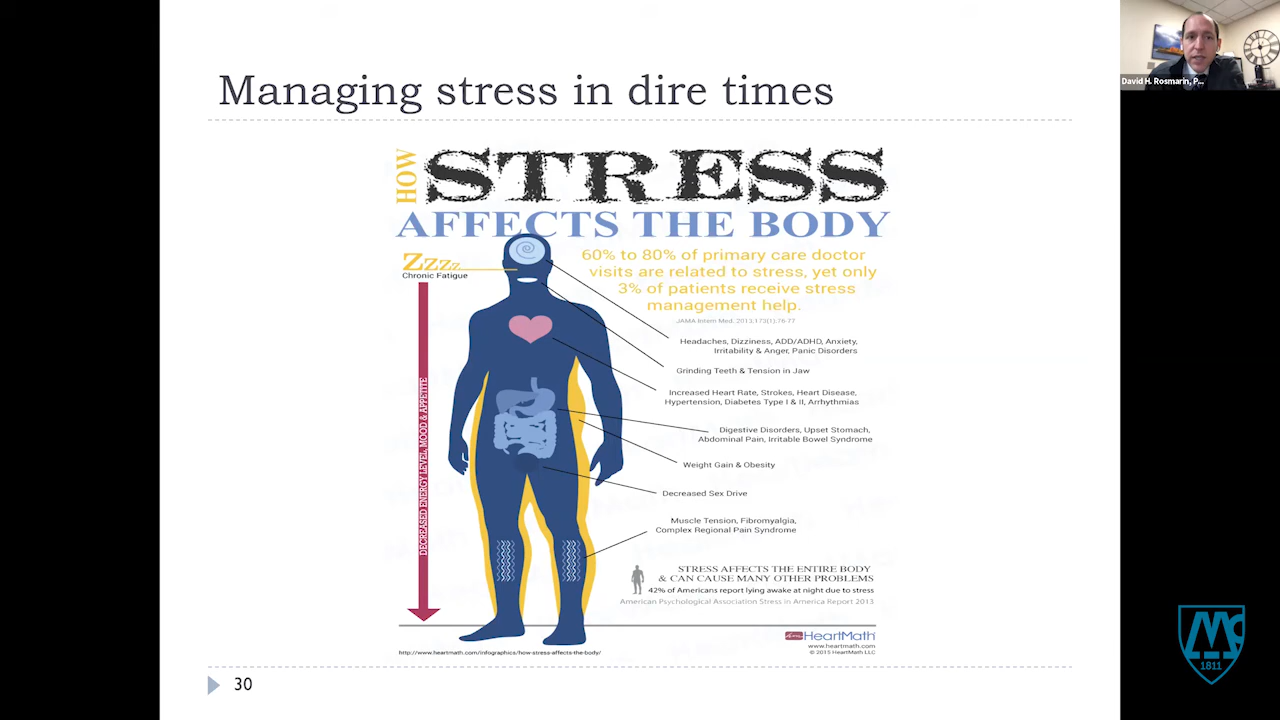 Managing stress in dire times
HOW
STRESS
AFFECTS THE BODY
Zzzz
Chronic Fatigue
60% to 80% of primary care doctor
visits are related to stress, yet only
3% of patients receive stress
management help.
JAMA Intern Med. 2013;173(1):76-77
Headaches, Dizziness, ADD/ADHD, Anxiety,
Irritability & Anger, Panic Disorders
Grinding Teeth & Tension in Jaw
Increased Heart Rate, Strokes, Heart Disease,
Hypertension, Diabetes Type I & II, Arrhythmias
Digestive Disorders, Upset Stomach,
Abdominal Pain, Irritable Bowel Syndrome
Weight Gain & Obesity
Decreased Sex Drive
Muscle Tension, Fibromyalgia,
Complex Regional Pain Syndrome
DECREASED ENERGY LEVEL, MOOD & APPETITE
STRESS AFFECTS THE ENTIRE BODY
& CAN CAUSE MANY OTHER PROBLEMS
42% of Americans report lying awake at night due to stress
American Psychological Association Stress in America Report 2013
HeartMath
www.heartmath.com
© 2015 HeartMath LLC
http://www.heartmath.com/infographics/how-stress-affects-the-body/
30
David H. Rosmarin, P...
Mc
1811